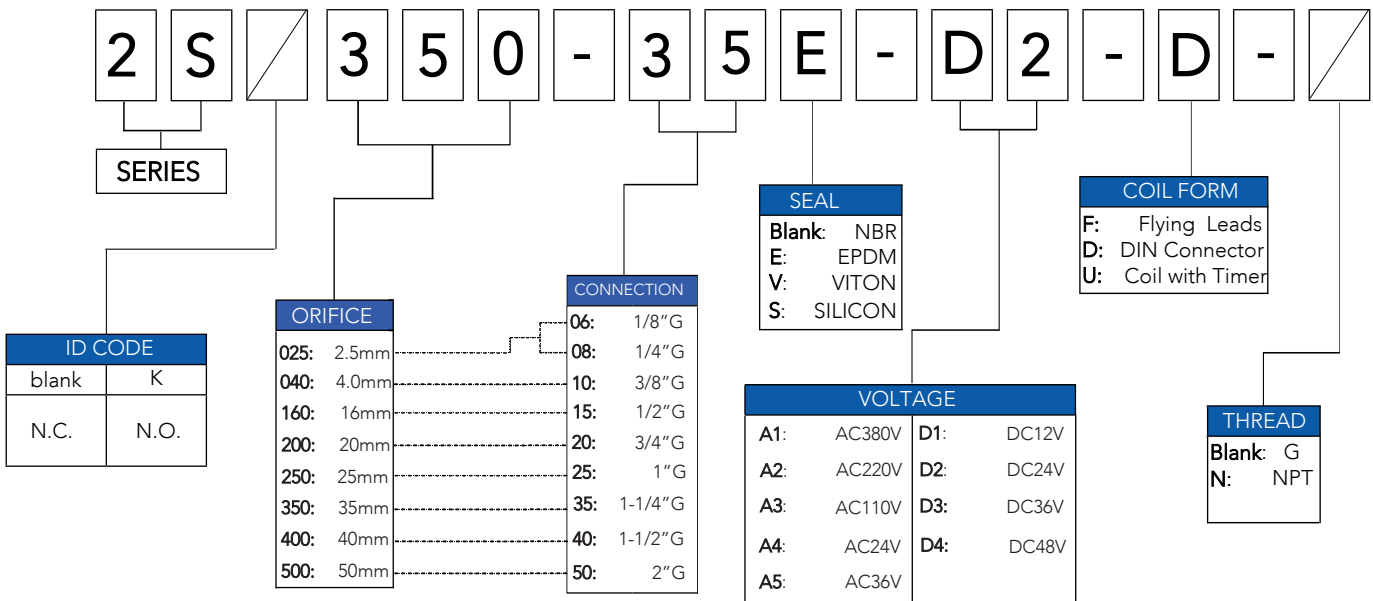 2 S 3 5 0 - 3 5 E - D 2 - D -
SERIES
ID CODE
blank K
N.C. N.O.
ORIFICE
025: 2.5mm
040: 4.0mm
160: 16mm
200: 20mm
250: 25mm
350: 35mm
400: 40mm
500: 50mm
CONNECTION
06: 1/8"G
08: 1/4"G
10: 3/8"G
15: 1/2"G
20: 3/4"G
25: 1"G
35: 1-1/4"G
40: 1-1/2"G
50: 2"G
SEAL
Blank: NBR
E: EPDM
V: VITON
S: SILICON
VOLTAGE
A1: AC380V D1: DC12V
A2: AC220V D2: DC24V
A3: AC110V D3: DC36V
A4: AC24V D4: DC48V
A5: AC36V
COIL FORM
F: Flying Leads
D: DIN Connector
U: Coil with Timer
THREAD
Blank: G
N: NPT